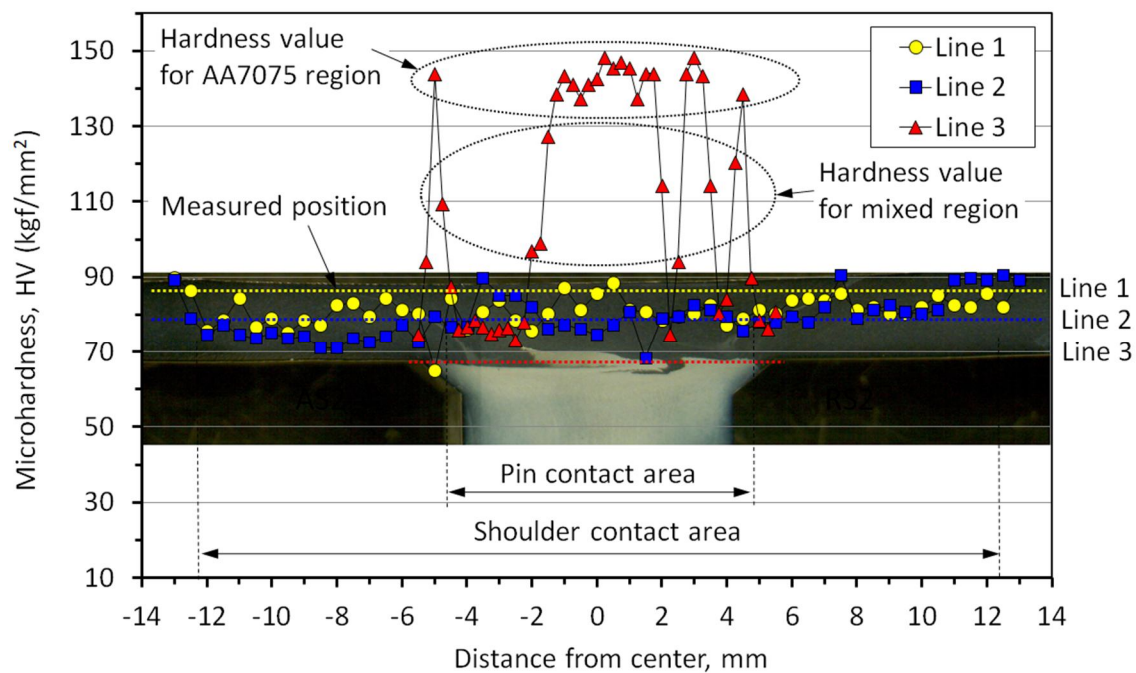 Hardness value
for AA7075 region
Line 1
Line 2
Line 3
Hardness value
for mixed region
Measured position
Line 1
Line 2
Line 3
AS2
RS2
Pin contact area
Shoulder contact area
150
130
110
90
70
50
30
10
-14
-12
-10
-8
-6
-4
-2
0
2
4
6
8
10
12
14
Microhardness, HV (kgf/mm²)
Distance from center, mm